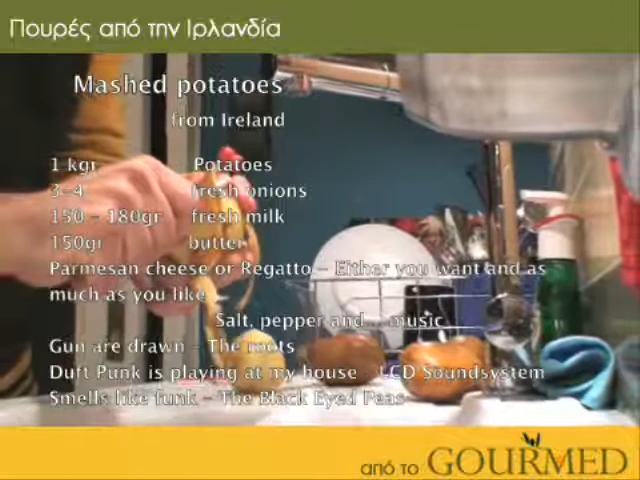 Πουρές από την Ιρλανδία
Mashed potatoes
from Ireland
1 kgr Potatoes
3-4 fresh onions
150 - 180gr fresh milk
150gr butter
Parmesan cheese or Regatto - Either you want and as
much as you like
Salt, pepper and... music
Gun are drawn - The roots
Duft Punk is playing at my house - LCD Soundsystem
Smells like funk - The Black Eyed Peas
από το GOURMED